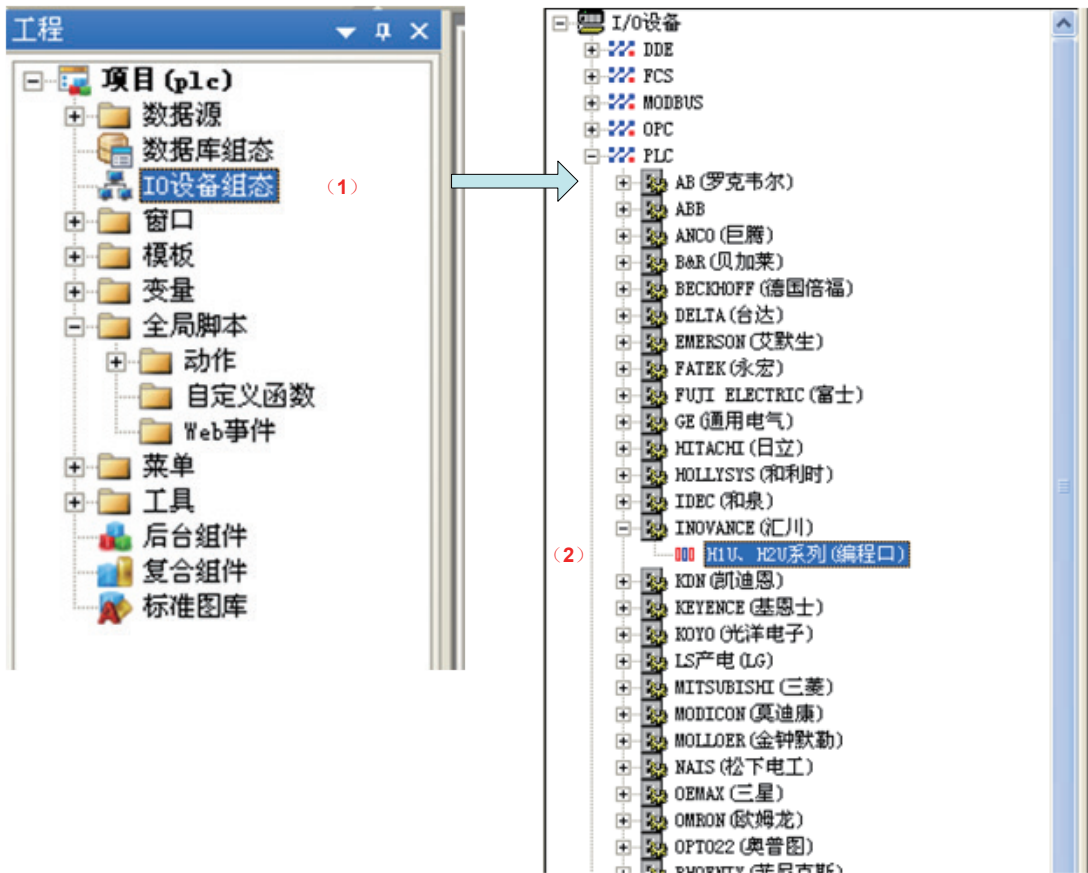 工程
项目(plc)
数据源
数据库组态
IO设备组态
（1）
窗口
模板
变量
全局脚本
动作
自定义函数
Web事件
菜单
工具
后台组件
复合组件
标准图库
I/O设备
DDE
FCS
MODBUS
OPC
PLC
AB(罗克韦尔)
ABB
ANCO(巨腾)
B&R(贝加莱)
BECKHOFF(德国倍福)
DELTA(台达)
EMERSON(艾默生)
FATEK(永宏)
FUJI ELECTRIC(富士)
GE(通用电气)
HITACHI(日立)
HOLLYSYS(和利时)
IDEC(和泉)
INOVANCE(汇川)
（2）
H1U、H2U系列(编程口)
KDN(凯迪恩)
KEYENCE(基恩士)
KOYO(光洋电子)
LS产电(LG)
MITSUBISHI(三菱)
MODICON(莫迪康)
MOLLOER(金钟默勒)
NAIS(松下电工)
OEMAX(三星)
OMRON(欧姆龙)
OPTO22(奥普图)
PHOENIX(菲尼克斯)